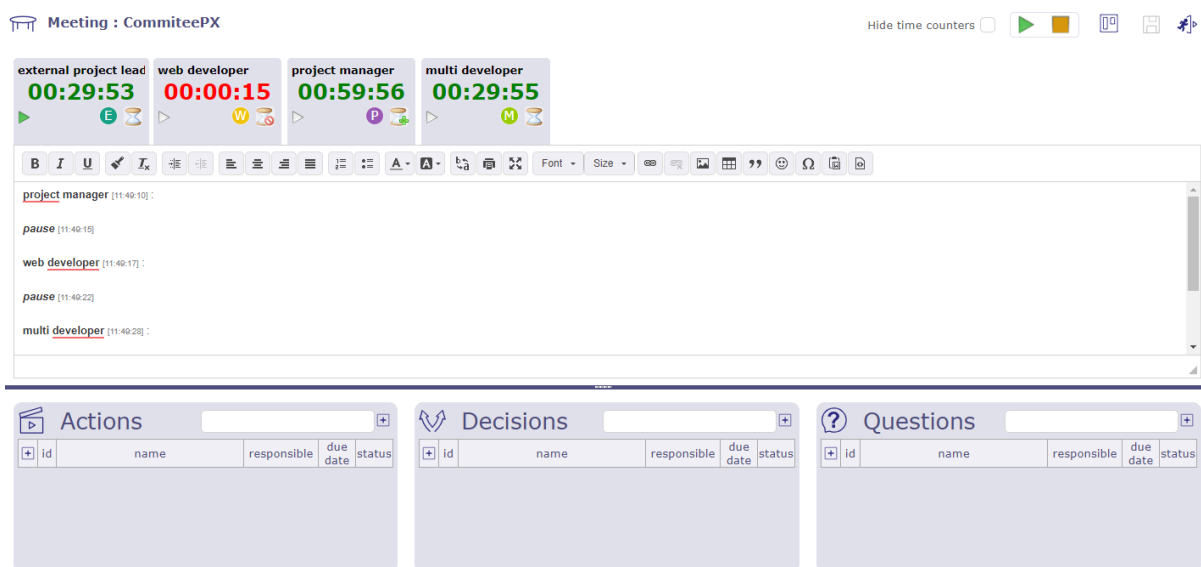 Meeting : CommiteePX
Hide time counters
external project lead web developer project manager multi developer
00:29:53 00:00:15 00:59:56 00:29:55
E W P M
B I U Tx Font Size Ω
project manager [11:49:10] :
pause [11:49:15]
web developer [11:49:17] :
pause [11:49:22]
multi developer [11:49:28] :
Actions Decisions Questions
id name responsible due date status id name responsible due date status id name responsible due date status